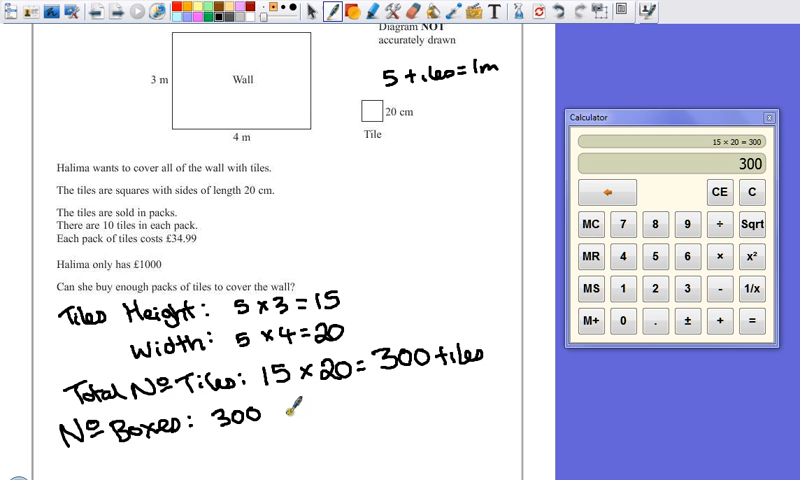 Diagram NOT
accurately drawn
5 tiles = 1m
3 m
Wall
20 cm
4 m
Tile
Halima wants to cover all of the wall with tiles.
The tiles are squares with sides of length 20 cm.
The tiles are sold in packs.
There are 10 tiles in each pack.
Each pack of tiles costs £34.99
Halima only has £1000
Can she buy enough packs of tiles to cover the wall?
Tiles Height: 5 × 3 = 15
Width: 5 × 4 = 20
Total Nº Tiles: 15 × 20 = 300 tiles
Nº Boxes: 300
Calculator
15 × 20 = 300
300
CE C
MC 7 8 9 ÷ Sqrt
MR 4 5 6 × x²
MS 1 2 3 - 1/x
M+ 0 . ± + =